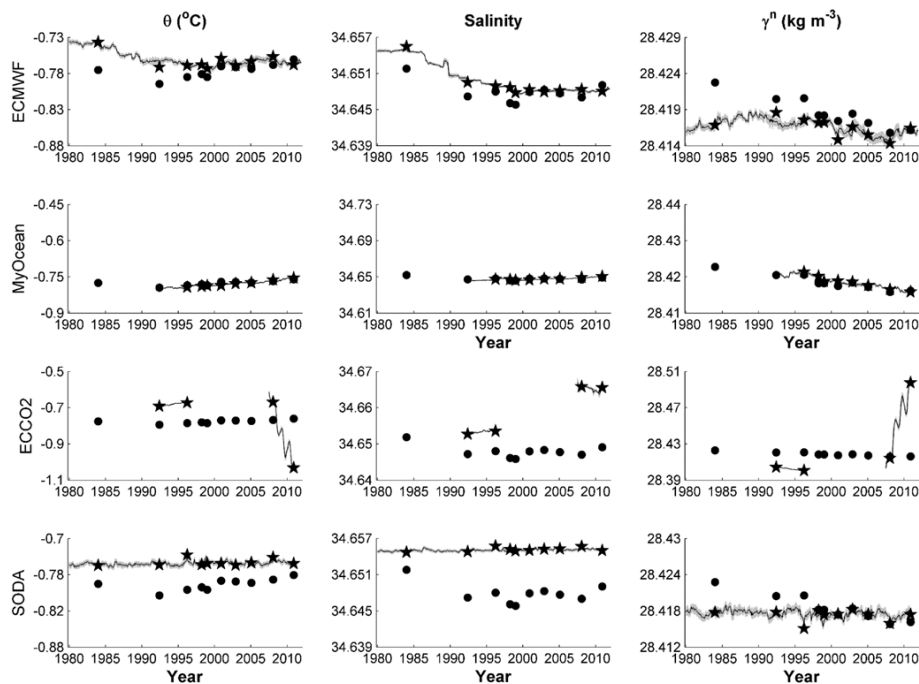 θ (°C) Salinity γⁿ (kg m⁻³)
ECMWF
-0.73 34.657 28.429
-0.78 34.651 28.424
-0.83 34.645 28.419
-0.88 34.639 28.414
1980 1985 1990 1995 2000 2005 2010 1980 1985 1990 1995 2000 2005 2010 1980 1985 1990 1995 2000 2005 2010
MyOcean
-0.45 34.73 28.44
-0.6 34.69 28.43
-0.75 34.65 28.42
-0.9 34.61 28.41
1980 1985 1990 1995 2000 2005 2010 1980 1985 1990 1995 2000 2005 2010 1980 1985 1990 1995 2000 2005 2010
Year Year
ECCO2
-0.5 34.67 28.51
-0.7 34.66 28.47
-0.9 34.65 28.43
-1.1 34.64 28.39
1980 1985 1990 1995 2000 2005 2010 1980 1985 1990 1995 2000 2005 2010 1980 1985 1990 1995 2000 2005 2010
SODA
-0.7 34.657 28.43
-0.78 34.651 28.424
-0.82 34.645 28.418
-0.88 34.639 28.412
1980 1985 1990 1995 2000 2005 2010 1980 1985 1990 1995 2000 2005 2010 1980 1985 1990 1995 2000 2005 2010
Year Year Year